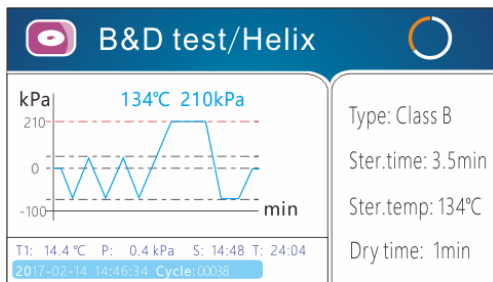 B&D test/Helix
kPa
134℃ 210kPa
210
0
-100
min
T1: 14.4 ℃ P: 0.4 kPa S: 14:48 T: 24:04
2017-02-14 14:46:34 Cycle:00038
Type: Class B
Ster.time: 3.5min
Ster.temp: 134℃
Dry time: 1min